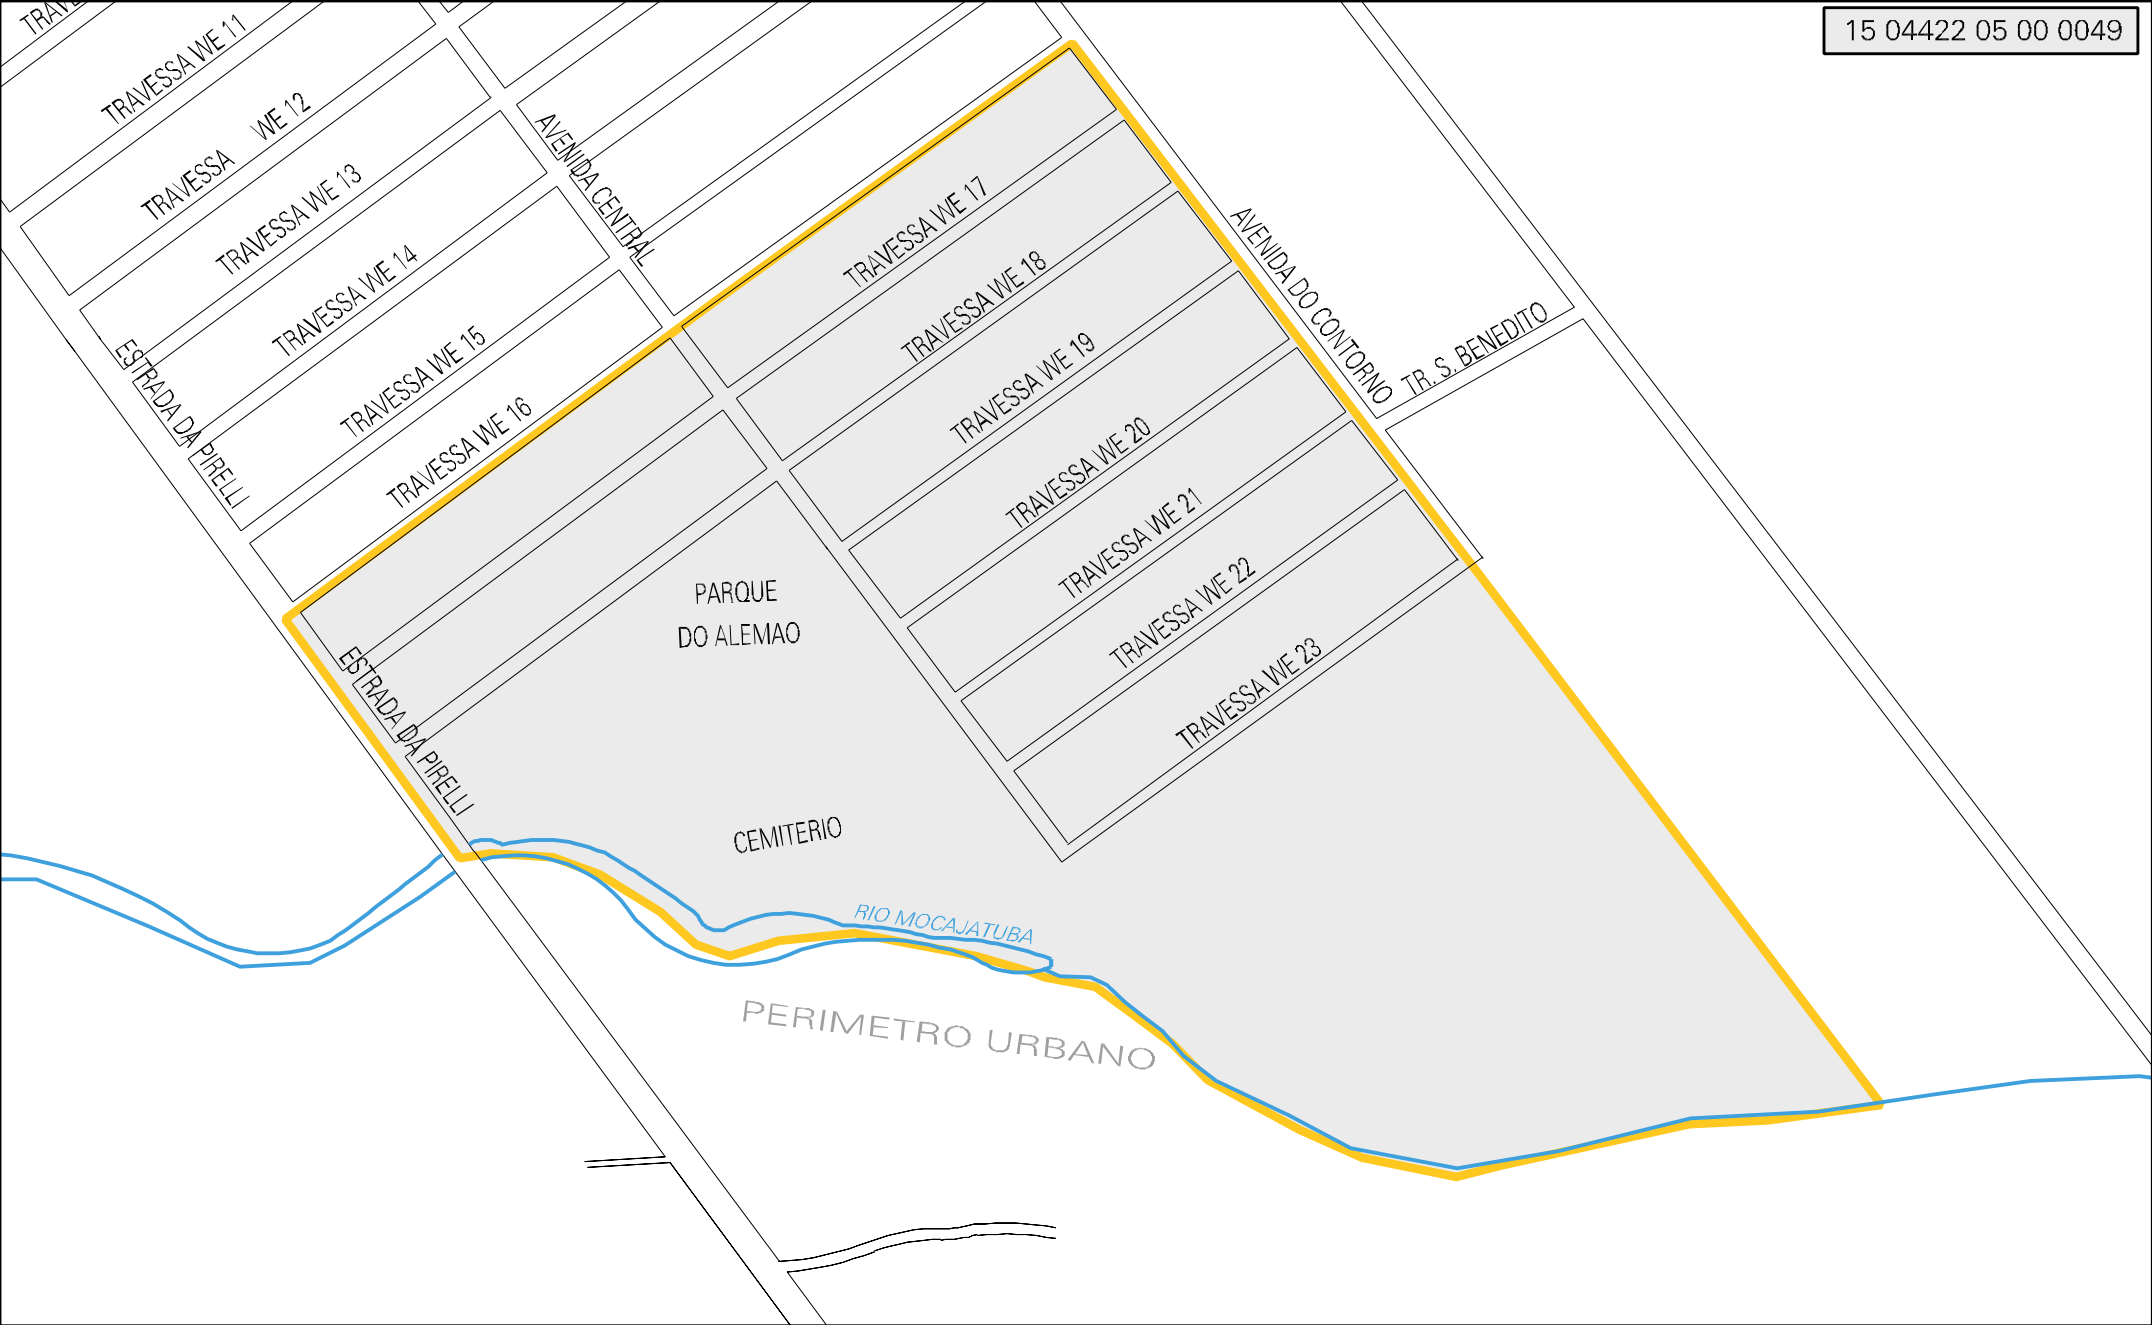 15 04422 05 00 0049
TRAVESSA WE 11
TRAVESSA WE 12
TRAVESSA WE 13
TRAVESSA WE 14
TRAVESSA WE 15
TRAVESSA WE 16
AVENIDA CENTRAL
ESTRADA DA PIRELLI
TRAVESSA WE 17
TRAVESSA WE 18
TRAVESSA WE 19
TRAVESSA WE 20
TRAVESSA WE 21
TRAVESSA WE 22
TRAVESSA WE 23
AVENIDA DO CONTORNO
TR. S. BENEDITO
PARQUE
DO ALEMAO
ESTRADA DA PIRELLI
CEMITERIO
RIO MOCAJATUBA
PERIMETRO URBANO